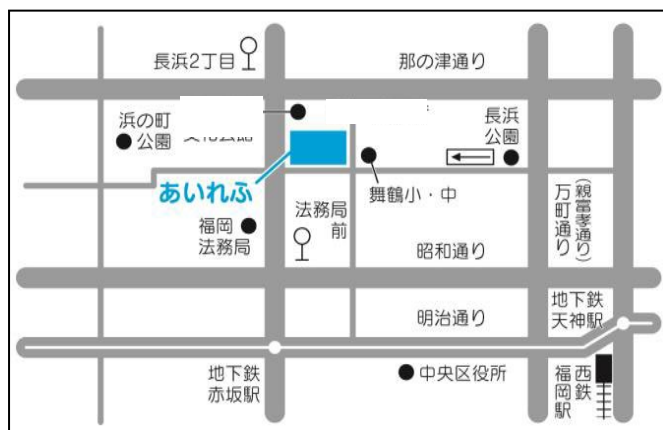 長浜2丁目
那の津通り
浜の町
公園
長浜
公園
あいれふ
舞鶴小・中
(親富孝通り)
万町通り
福岡
法務局
法務局
前
昭和通り
明治通り
地下鉄
天神駅
地下鉄
赤坂駅
中央区役所
西鉄
福岡駅